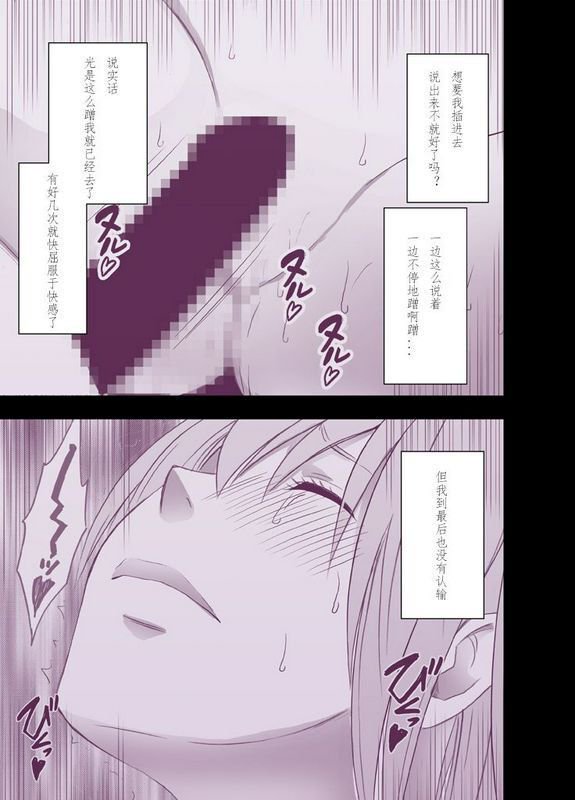 想要我插进去
说出来不就好了吗?
一边这么说着
一边不停地蹭啊蹭...
说实话
光是这么蹭我就已经去了
有好几次就快屈服于快感了
ヌル♡
ヌル♡
ヌル♡
但我到最后也没有认输
びくっ♥
びくっ♥